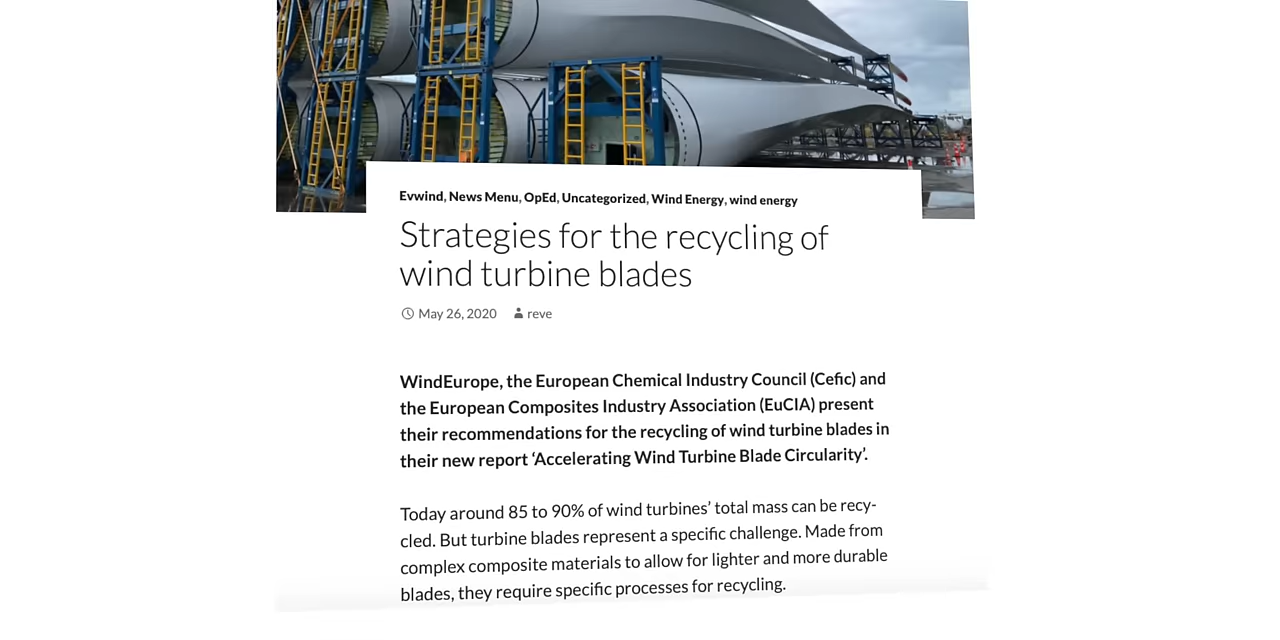 Evwind, News Menu, OpEd, Uncategorized, Wind Energy, wind energy
Strategies for the recycling of
wind turbine blades
May 26, 2020 reve
WindEurope, the European Chemical Industry Council (Cefic) and
the European Composites Industry Association (EuCIA) present
their recommendations for the recycling of wind turbine blades in
their new report ‘Accelerating Wind Turbine Blade Circularity’.
Today around 85 to 90% of wind turbines’ total mass can be recy-
cled. But turbine blades represent a specific challenge. Made from
complex composite materials to allow for lighter and more durable
blades, they require specific processes for recycling.